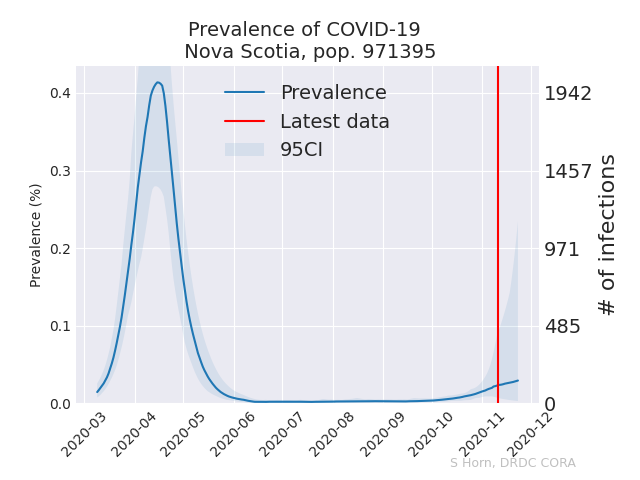 Prevalence of COVID-19
Nova Scotia, pop. 971395
Prevalence (%)
0.4
0.3
0.2
0.1
0.0
Prevalence
Latest data
95CI
1942
1457
971
485
0
# of infections
2020-03
2020-04
2020-05
2020-06
2020-07
2020-08
2020-09
2020-10
2020-11
2020-12
S Horn, DRDC CORA